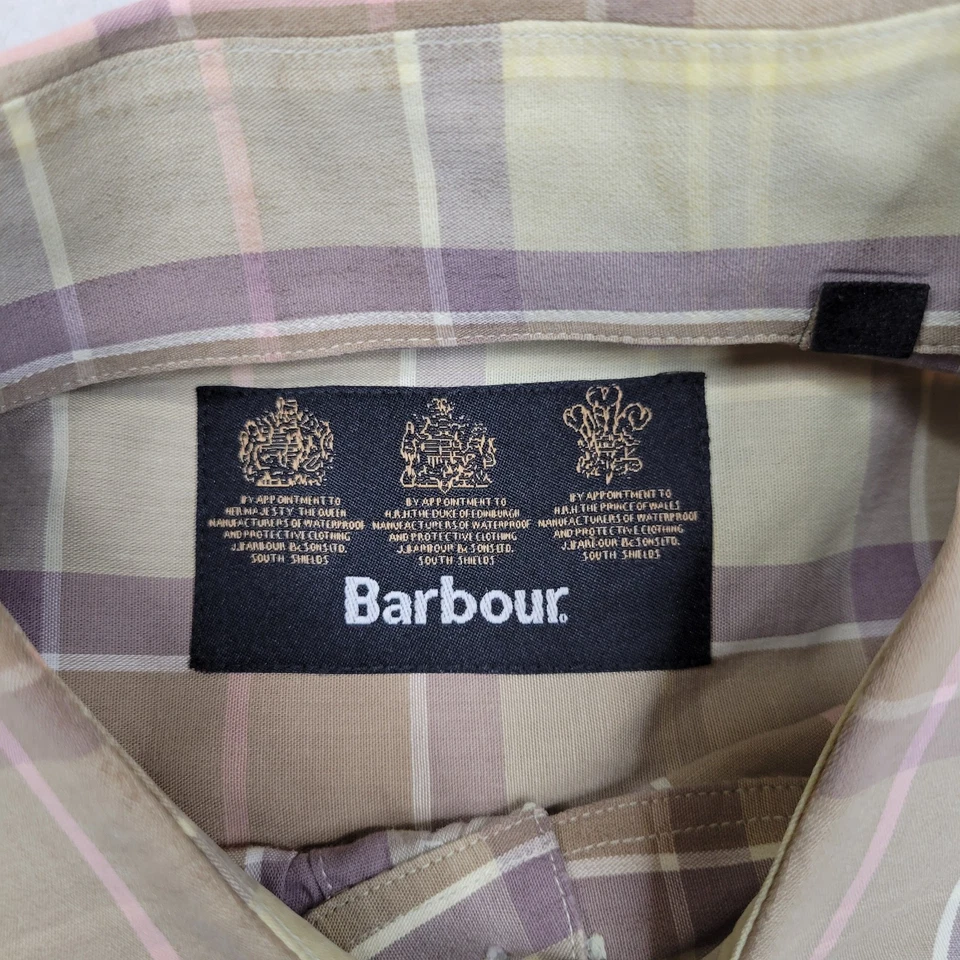 BY APPOINTMENT TO
HER MAJESTY THE QUEEN
MANUFACTURERS OF WATERPROOF
AND PROTECTIVE CLOTHING
J. BARBOUR & SONS LTD.
SOUTH SHIELDS
BY APPOINTMENT TO
H.R.H. THE DUKE OF EDINBURGH
MANUFACTURERS OF WATERPROOF
AND PROTECTIVE CLOTHING
J. BARBOUR & SONS LTD.
SOUTH SHIELDS
BY APPOINTMENT TO
H.R.H. THE PRINCE OF WALES
MANUFACTURERS OF WATERPROOF
AND PROTECTIVE CLOTHING
J. BARBOUR & SONS LTD.
SOUTH SHIELDS
Barbour